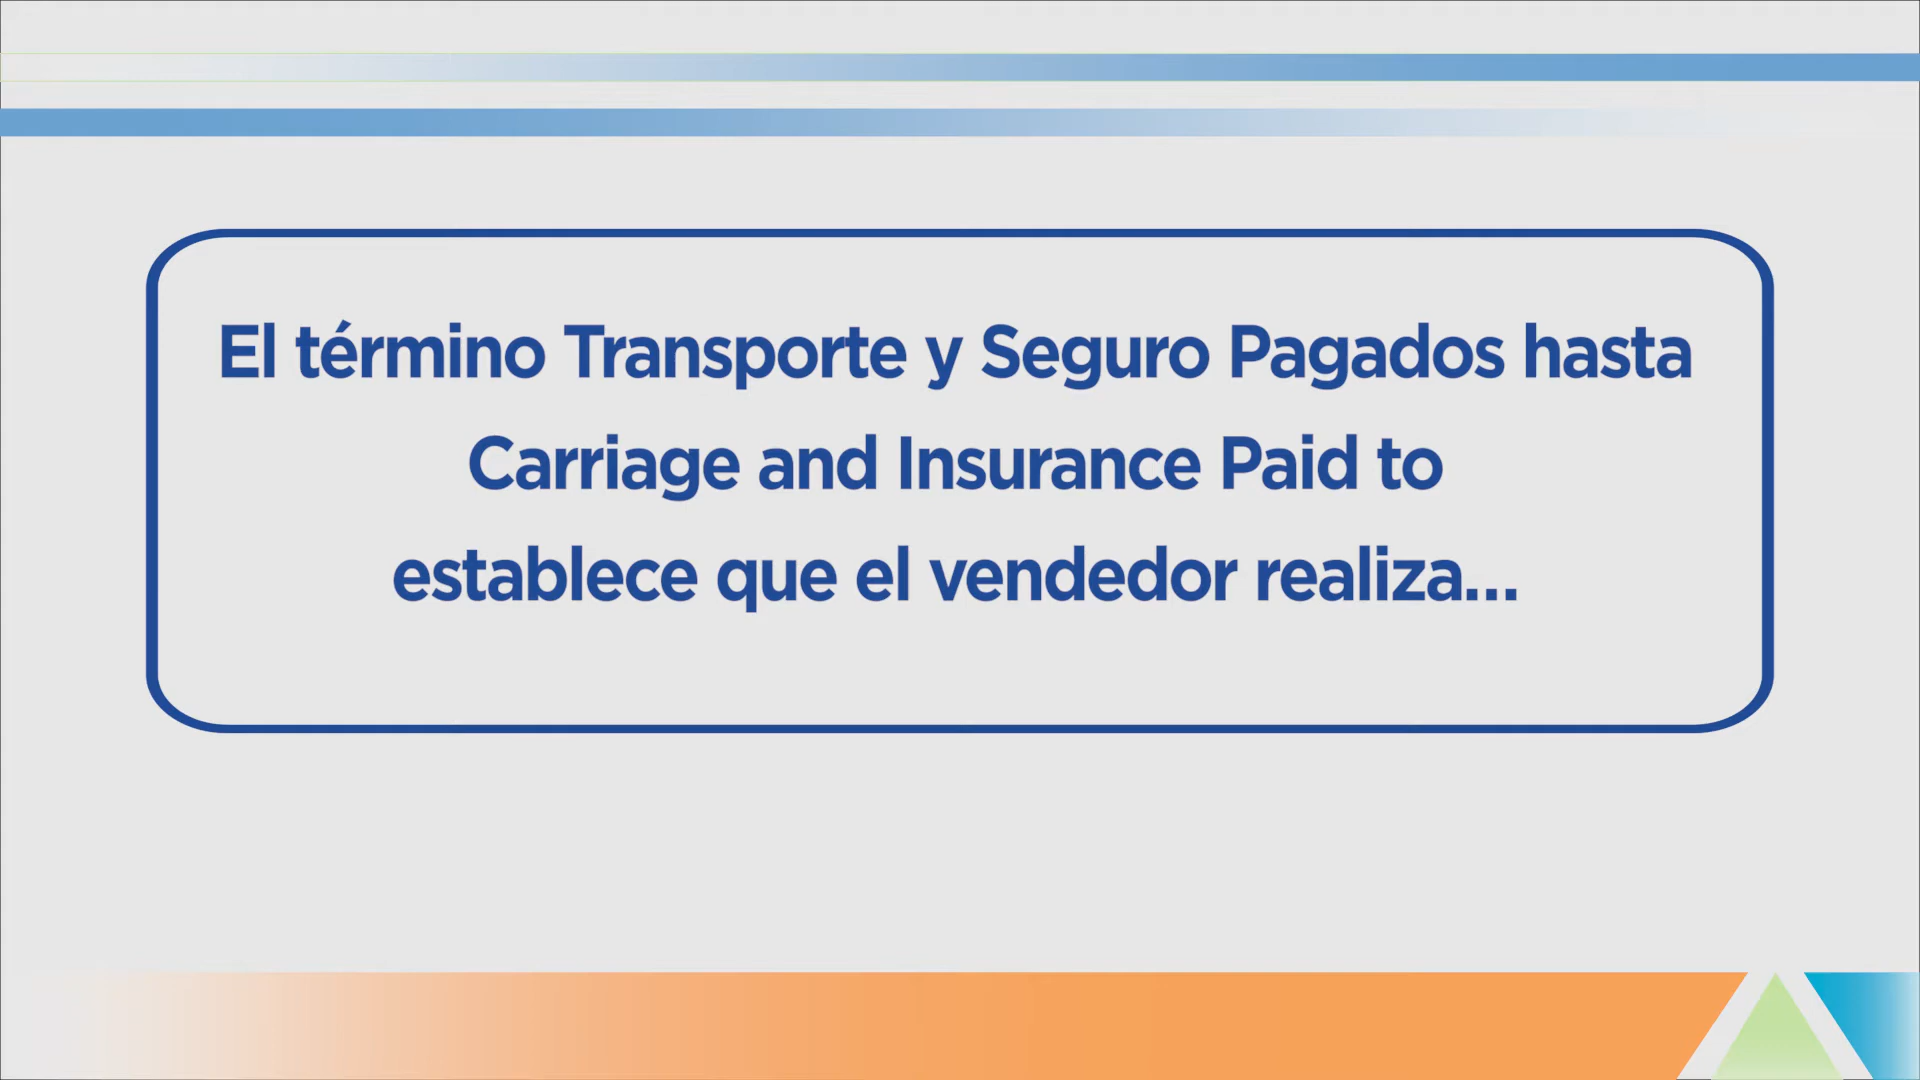 El término Transporte y Seguro Pagados hasta
Carriage and Insurance Paid to
establece que el vendedor realiza...